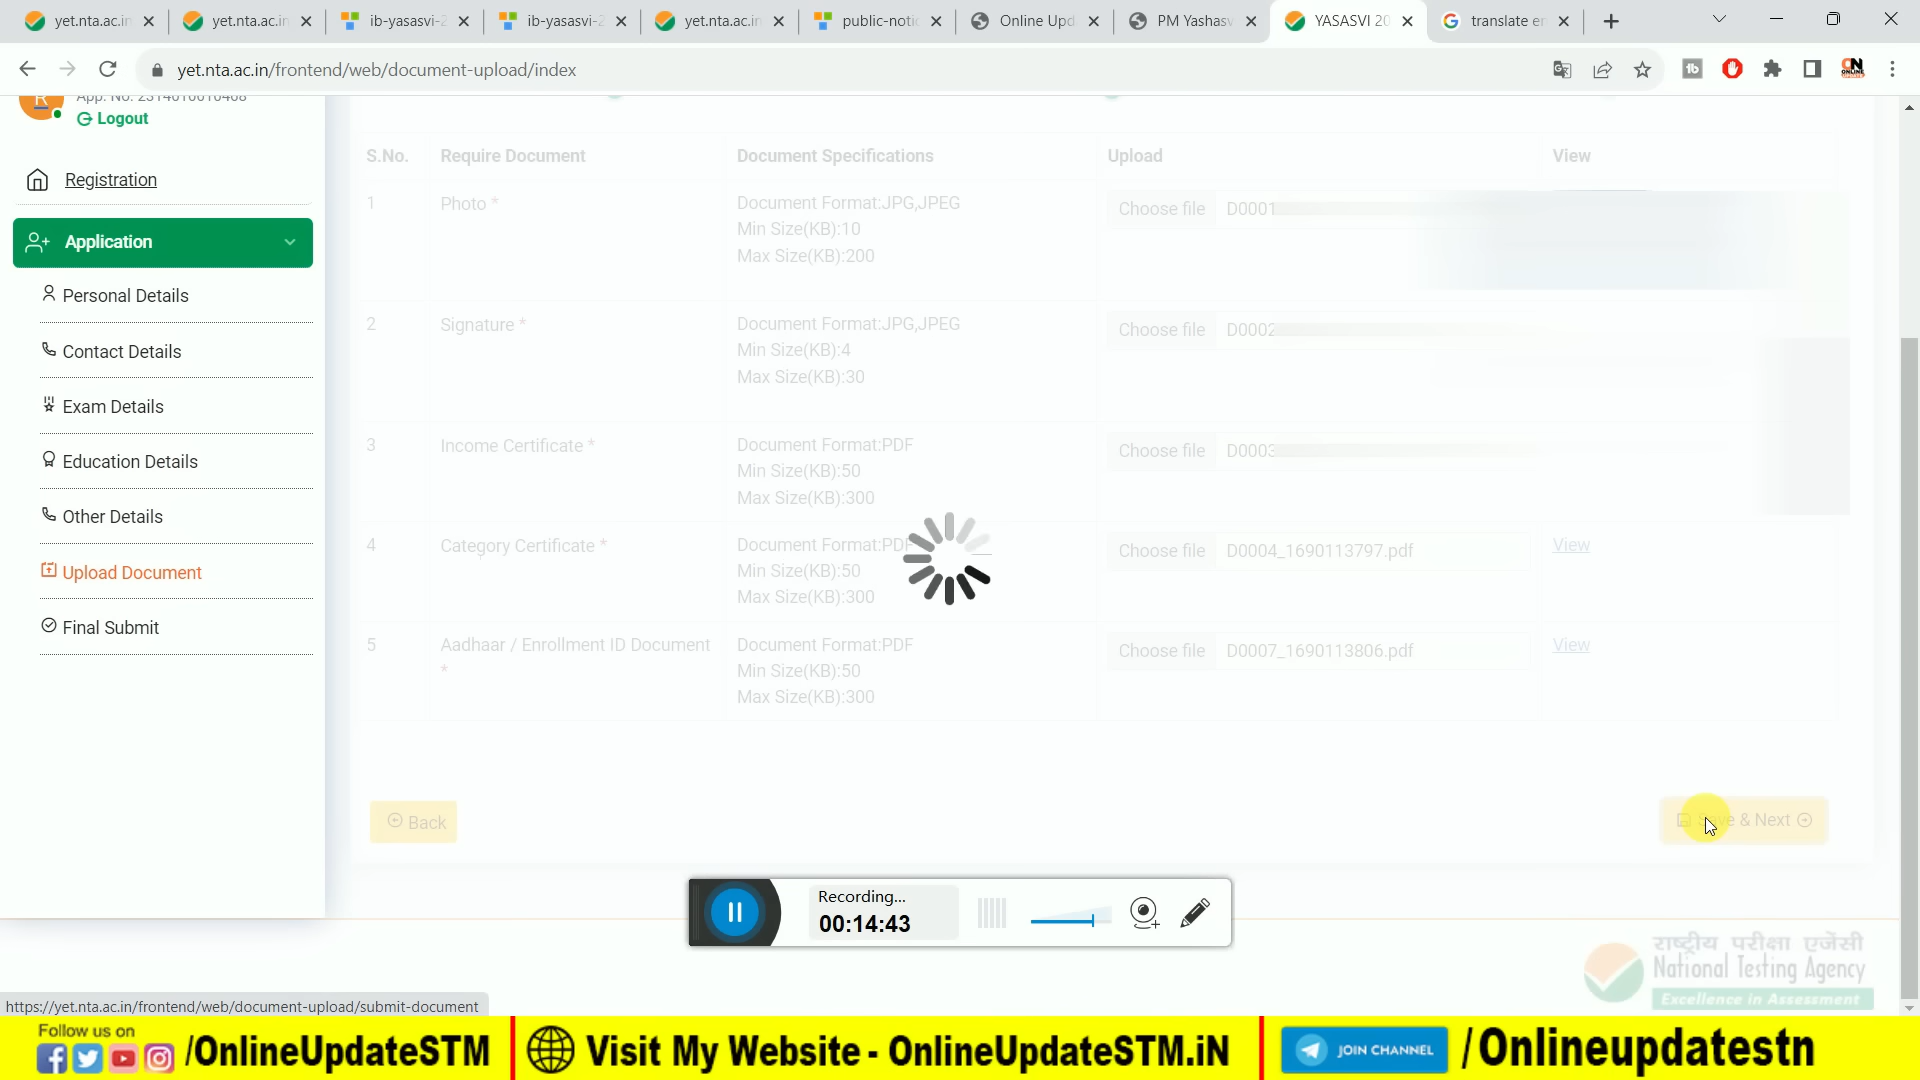 yet.nta.ac.in
yet.nta.ac.in
ib-yasasvi-2
ib-yasasvi-2
yet.nta.ac.in
public-noti
Online Upd
PM Yashasv
YASASVI 20
translate en
yet.nta.ac.in/frontend/web/document-upload/index
Logout
Registration
Application
Personal Details
Contact Details
Exam Details
Education Details
Other Details
Upload Document
Final Submit
S.No. Require Document Document Specifications Upload View
1 Photo * Document Format:JPG,JPEG Choose file D0001
Min Size(KB):10
Max Size(KB):200
2 Signature * Document Format:JPG,JPEG Choose file D0002
Min Size(KB):4
Max Size(KB):30
3 Income Certificate * Document Format:PDF Choose file D0003
Min Size(KB):50
Max Size(KB):300
4 Category Certificate * Document Format:PDF Choose file D0004_1690113797.pdf View
Min Size(KB):50
Max Size(KB):300
5 Aadhaar / Enrollment ID Document Document Format:PDF Choose file D0007_1690113806.pdf View
* Min Size(KB):50
Max Size(KB):300
Back & Next
Recording...
00:14:43
राष्ट्रीय परीक्षा एजेंसी
National Testing Agency
Excellence in Assessment
https://yet.nta.ac.in/frontend/web/document-upload/submit-document
Follow us on
/OnlineUpdateSTM
Visit My Website - OnlineUpdateSTM.iN
JOIN CHANNEL
/Onlineupdatestn